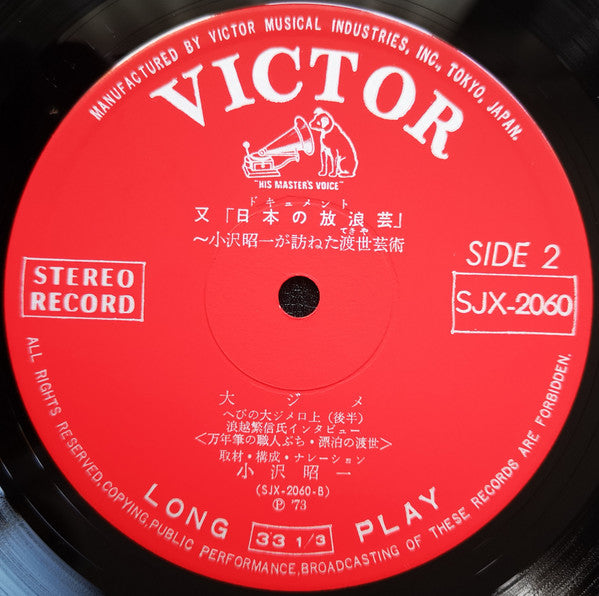 MANUFACTURED BY VICTOR MUSICAL INDUSTRIES, INC., TOKYO, JAPAN.
VICTOR
"HIS MASTER'S VOICE"
ドキュメント
又「日本の放浪芸」
てきや
〜小沢昭一が訪ねた渡世芸術
SIDE 2
STEREO
RECORD
SJX-2060
大ジメ
へびの大ジメ口上(後半)
浪越繁信氏インタビュー
<万年筆の職人ぶち・漂泊の渡世>
取材・構成・ナレーション
小沢昭一
(SJX-2060-B)
Ⓟ '73
LONG PLAY
33 1/3
ALL RIGHTS RESERVED,COPYING,PUBLIC PERFORMANCE,BROADCASTING OF THESE RECORDS ARE FORBIDDEN.